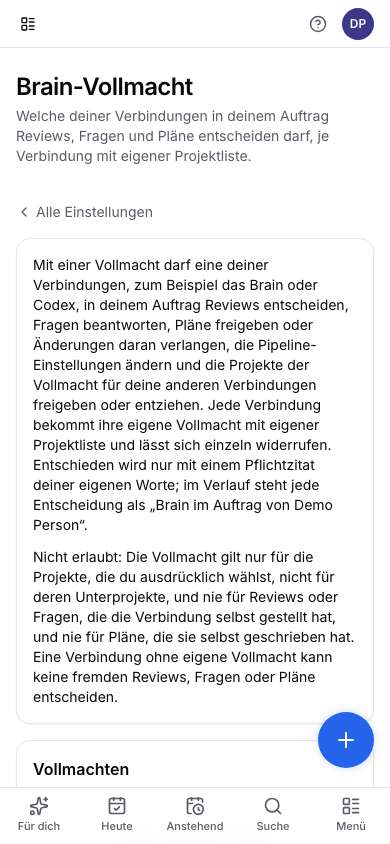 DP
Brain-Vollmacht
Welche deiner Verbindungen in deinem Auftrag
Reviews, Fragen und Pläne entscheiden darf, je
Verbindung mit eigener Projektliste.
Alle Einstellungen
Mit einer Vollmacht darf eine deiner
Verbindungen, zum Beispiel das Brain oder
Codex, in deinem Auftrag Reviews entscheiden,
Fragen beantworten, Pläne freigeben oder
Änderungen daran verlangen, die Pipeline-
Einstellungen ändern und die Projekte der
Vollmacht für deine anderen Verbindungen
freigeben oder entziehen. Jede Verbindung
bekommt ihre eigene Vollmacht mit eigener
Projektliste und lässt sich einzeln widerrufen.
Entschieden wird nur mit einem Pflichtzitat
deiner eigenen Worte; im Verlauf steht jede
Entscheidung als „Brain im Auftrag von Demo
Person“.
Nicht erlaubt: Die Vollmacht gilt nur für die
Projekte, die du ausdrücklich wählst, nicht für
deren Unterprojekte, und nie für Reviews oder
Fragen, die die Verbindung selbst gestellt hat,
und nie für Pläne, die sie selbst geschrieben hat.
Eine Verbindung ohne eigene Vollmacht kann
keine fremden Reviews, Fragen oder Pläne
entscheiden.
Vollmachten
Für dich
Heute
Anstehend
Suche
Menü